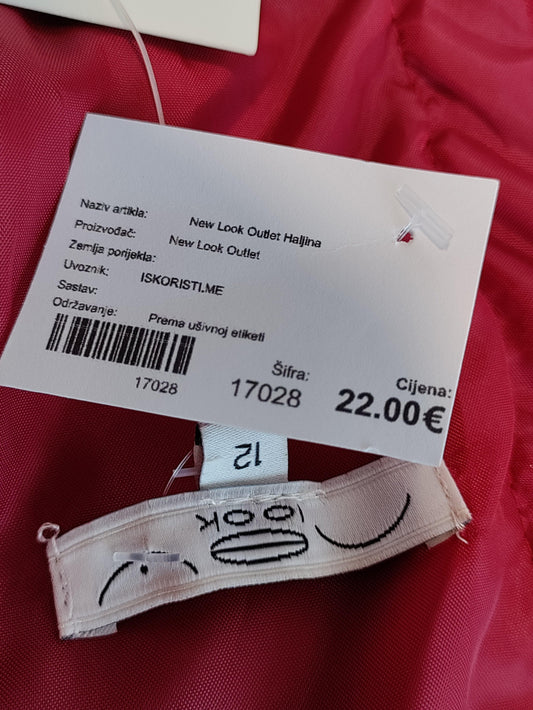 Naziv artikla: New Look Outlet Haljina
Proizvođač: New Look Outlet
Zemlja porijekla:
Uvoznik: ISKORISTI.ME
Sastav:
Održavanje: Prema ušivnoj etiketi
17028
Šifra:
17028
Cijena:
22.00€
12